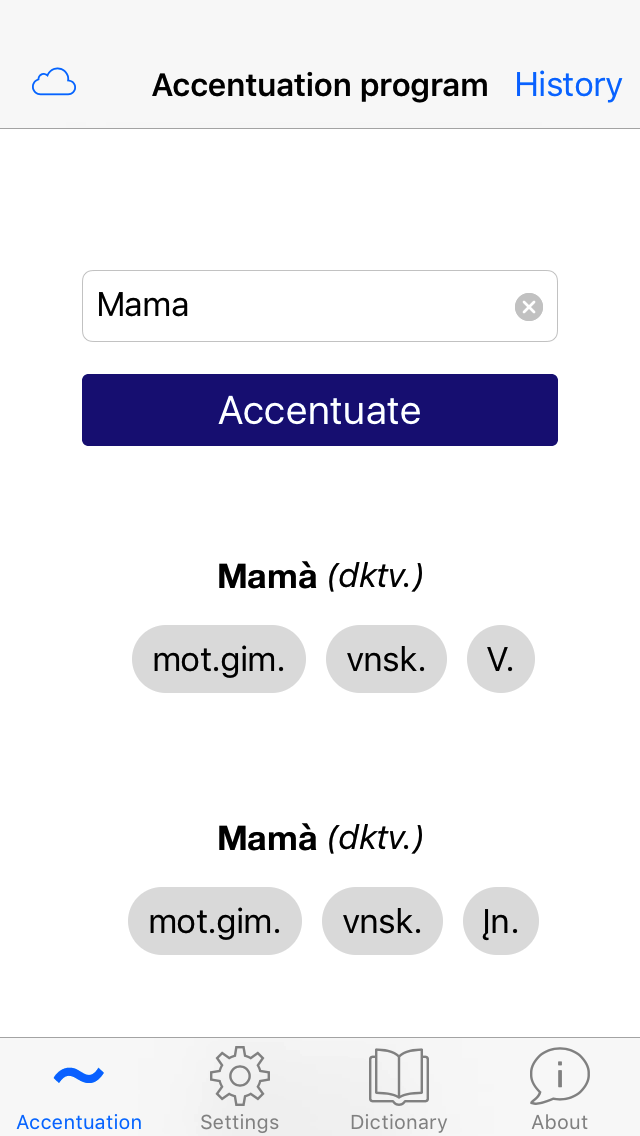 Accentuation program History
Mama
Accentuate
Mamà (dktv.)
mot.gim. vnsk. V.
Mamà (dktv.)
mot.gim. vnsk. Įn.
Accentuation Settings Dictionary About